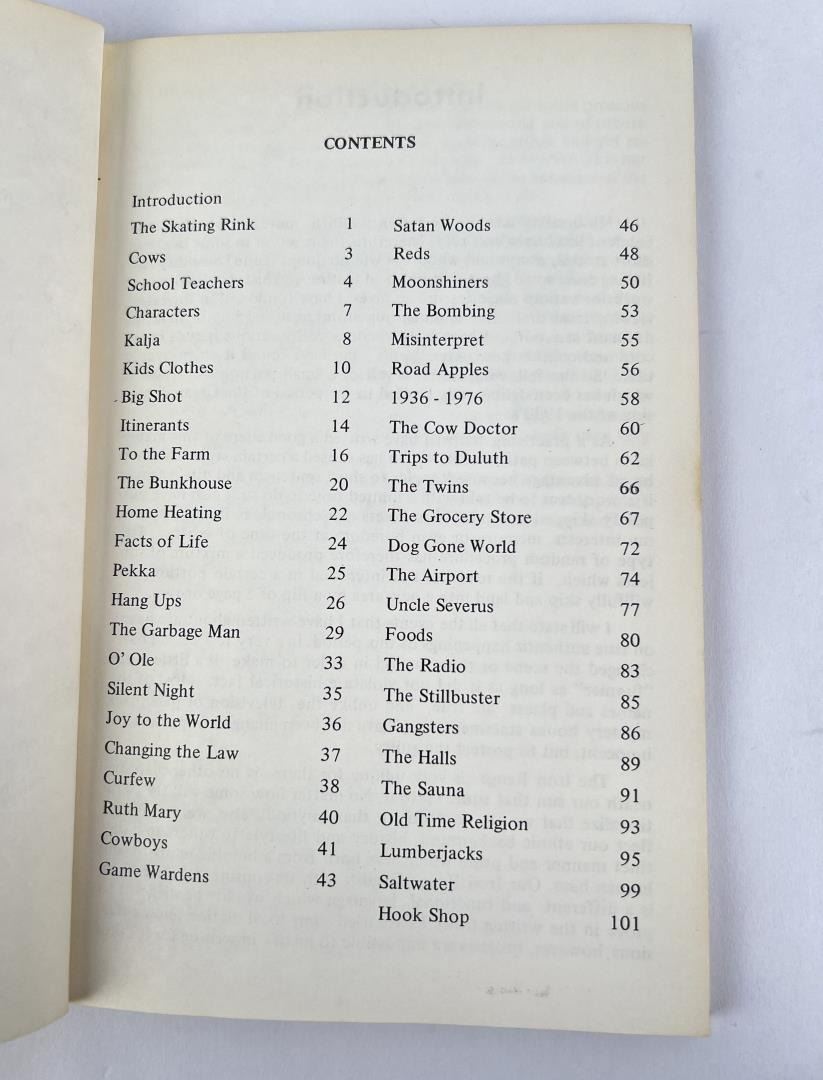 CONTENTS
Introduction
The Skating Rink 1
Cows 3
School Teachers 4
Characters 7
Kalja 8
Kids Clothes 10
Big Shot 12
Itinerants 14
To the Farm 16
The Bunkhouse 20
Home Heating 22
Facts of Life 24
Pekka 25
Hang Ups 26
The Garbage Man 29
O' Ole 33
Silent Night 35
Joy to the World 36
Changing the Law 37
Curfew 38
Ruth Mary 40
Cowboys 41
Game Wardens 43
Satan Woods 46
Reds 48
Moonshiners 50
The Bombing 53
Misinterpret 55
Road Apples 56
1936 - 1976 58
The Cow Doctor 60
Trips to Duluth 62
The Twins 66
The Grocery Store 67
Dog Gone World 72
The Airport 74
Uncle Severus 77
Foods 80
The Radio 83
The Stillbuster 85
Gangsters 86
The Halls 89
The Sauna 91
Old Time Religion 93
Lumberjacks 95
Saltwater 99
Hook Shop 101